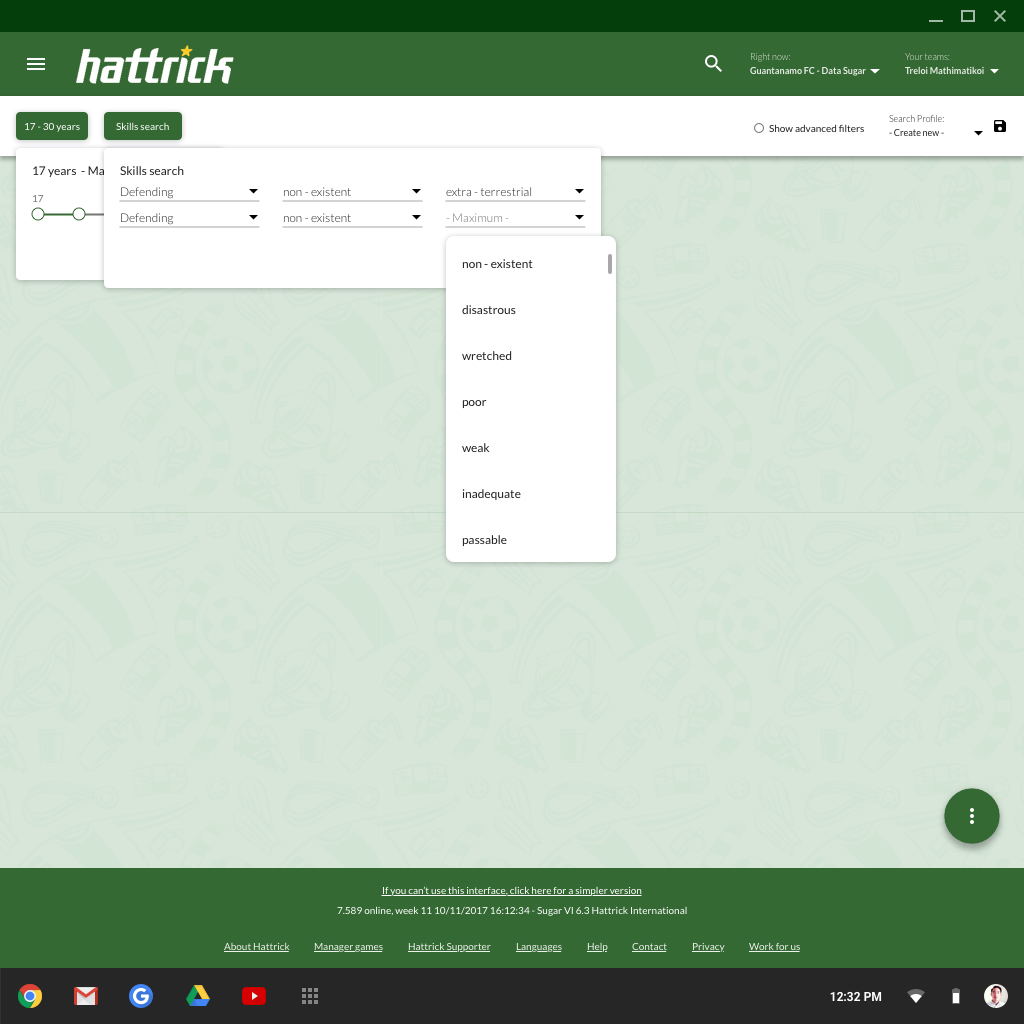 hattrick
Right now:
Guantanamo FC - Data Sugar
Your teams:
Treloi Mathimatikoi
17 - 30 years
Skills search
Show advanced filters
Search Profile:
- Create new -
17 years - Ma
17
Skills search
Defending non - existent extra - terrestrial
Defending non - existent - Maximum -
non - existent
disastrous
wretched
poor
weak
inadequate
passable
If you can't use this interface, click here for a simpler version
7.589 online, week 11 10/11/2017 16:12:34 - Sugar VI 6.3 Hattrick International
About Hattrick Manager games Hattrick Supporter Languages Help Contact Privacy Work for us
12:32 PM